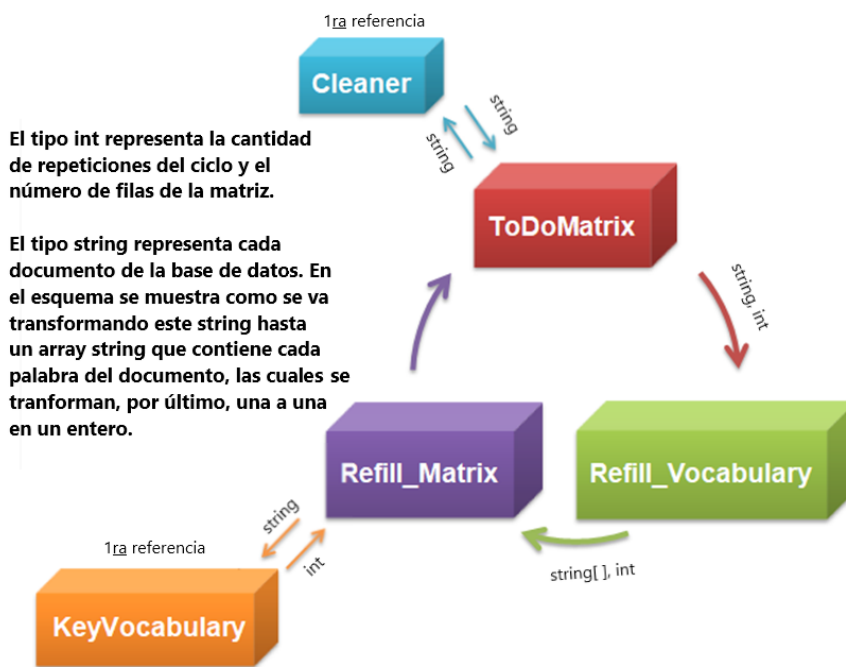 1ra referencia
Cleaner
string
string
El tipo int representa la cantidad
de repeticiones del ciclo y el
número de filas de la matriz.
ToDoMatrix
El tipo string representa cada
documento de la base de datos. En
el esquema se muestra como se va
transformando este string hasta
un array string que contiene cada
palabra del documento, las cuales se
tranforman, por último, una a una
en un entero.
string, int
Refill_Matrix
Refill_Vocabulary
string
int
string[ ], int
1ra referencia
KeyVocabulary